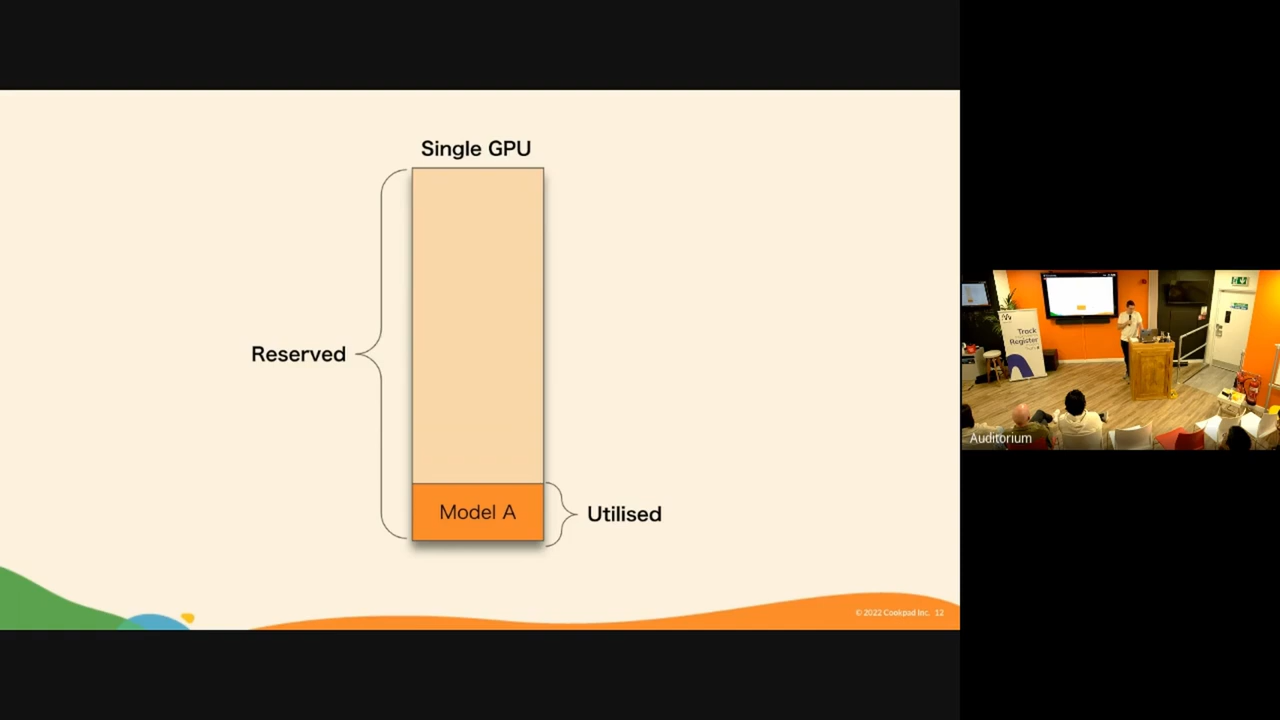 Single GPU
Reserved
Model A
Utilised
© 2022 Cookpad Inc. 12
Track
Register
Auditorium